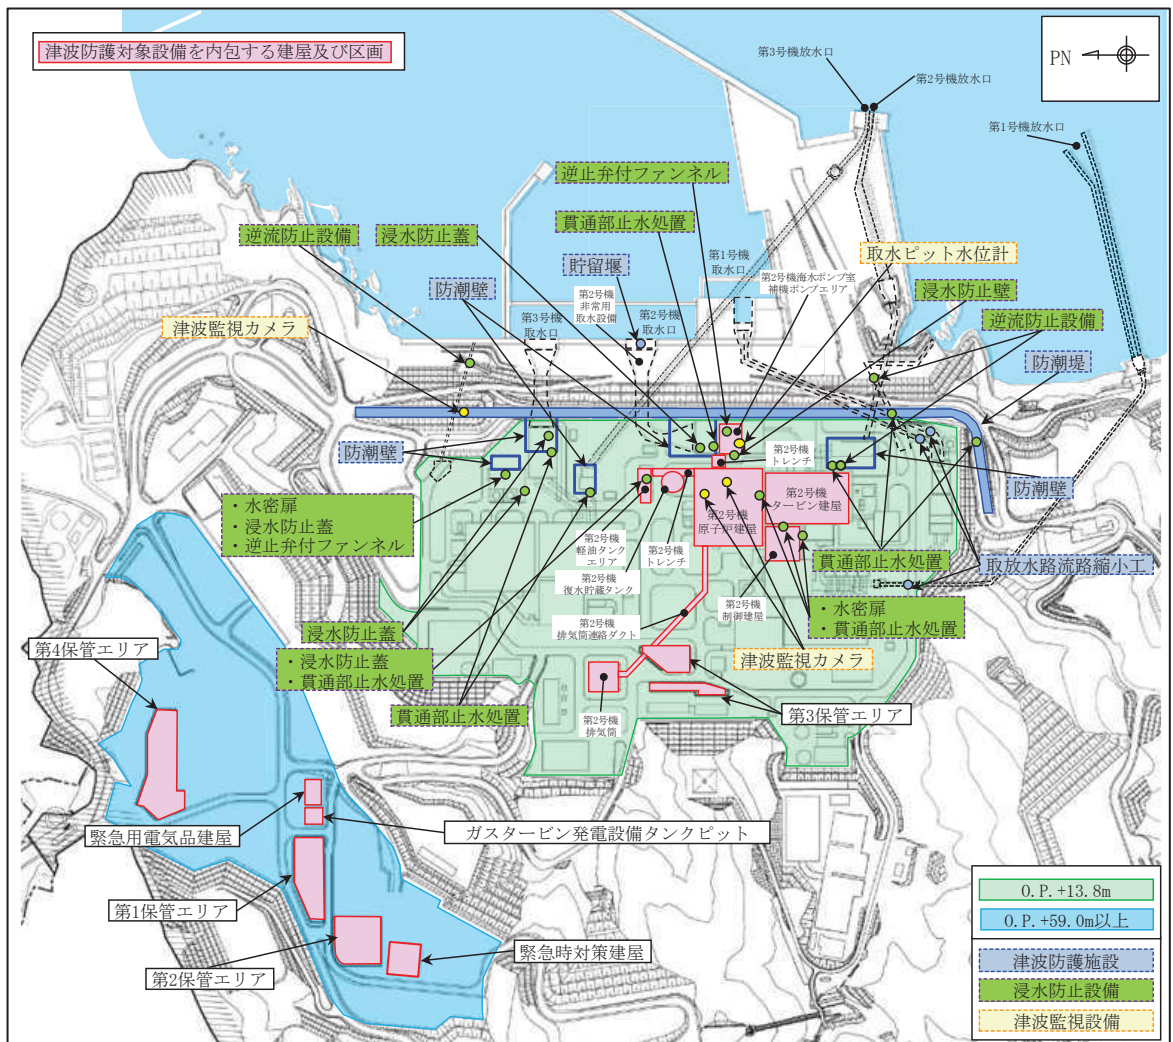 津波防護対象設備を内包する建屋及び区画
PN
第3号機放水口
第2号機放水口
第1号機放水口
逆止弁付ファンネル
貫通部止水処置
逆流防止設備
浸水防止蓋
貯留堰
防潮壁
第1号機
取水口
第2号機海水ポンプ室
補機ポンプエリア
取水ピット水位計
浸水防止壁
逆流防止設備
防潮堤
津波監視カメラ
第3号機
取水口
第2号機
非常用
取水設備
第2号機
取水口
防潮壁
・水密扉
・浸水防止蓋
・逆止弁付ファンネル
第2号機
トレンチ
第2号機
タービン建屋
第2号機
原子炉建屋
防潮壁
第2号機
軽油タンク
エリア
第2号機
トレンチ
第2号機
復水貯蔵タンク
貫通部止水処置
取放水路流路縮小工
第2号機
制御建屋
・水密扉
・貫通部止水処置
第2号機
排気筒連絡ダクト
浸水防止蓋
・浸水防止蓋
・貫通部止水処置
貫通部止水処置
津波監視カメラ
第3保管エリア
第2号機
排気筒
第4保管エリア
緊急用電気品建屋
ガスタービン発電設備タンクピット
第1保管エリア
第2保管エリア
緊急時対策建屋
O.P.+13.8m
O.P.+59.0m以上
津波防護施設
浸水防止設備
津波監視設備